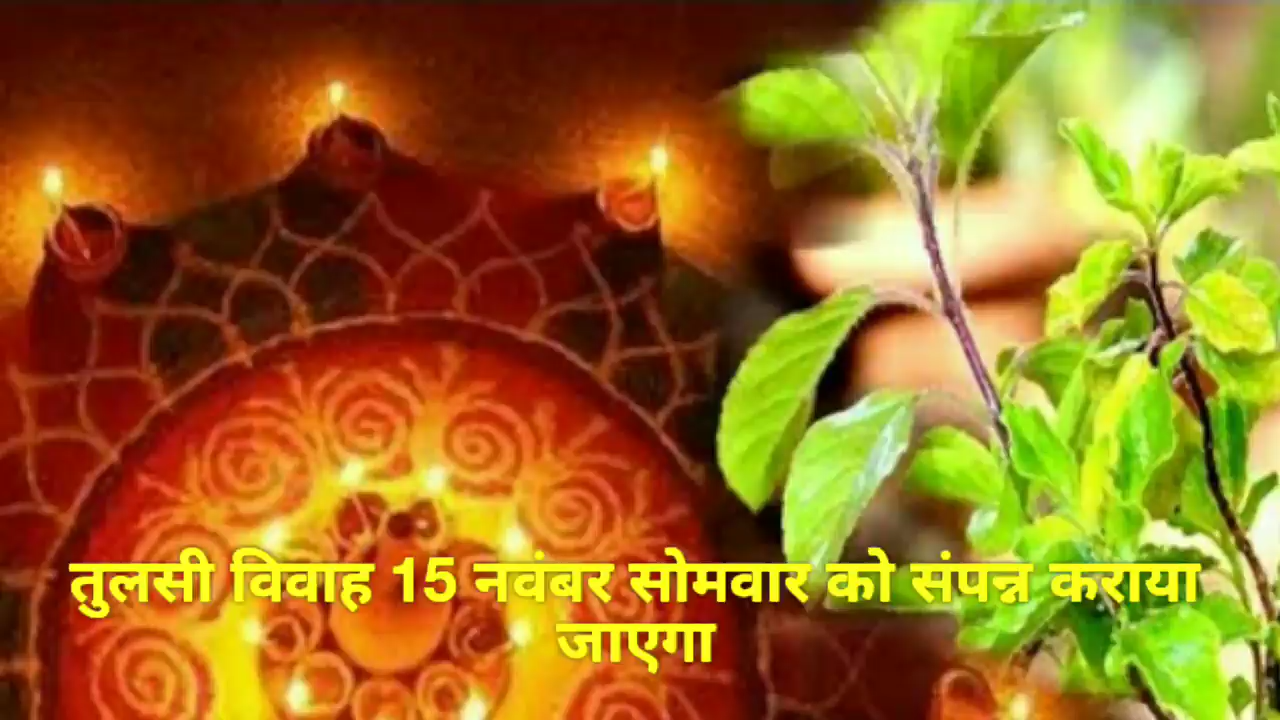 तुलसी विवाह 15 नवंबर सोमवार को संपन्न कराया
जाएगा